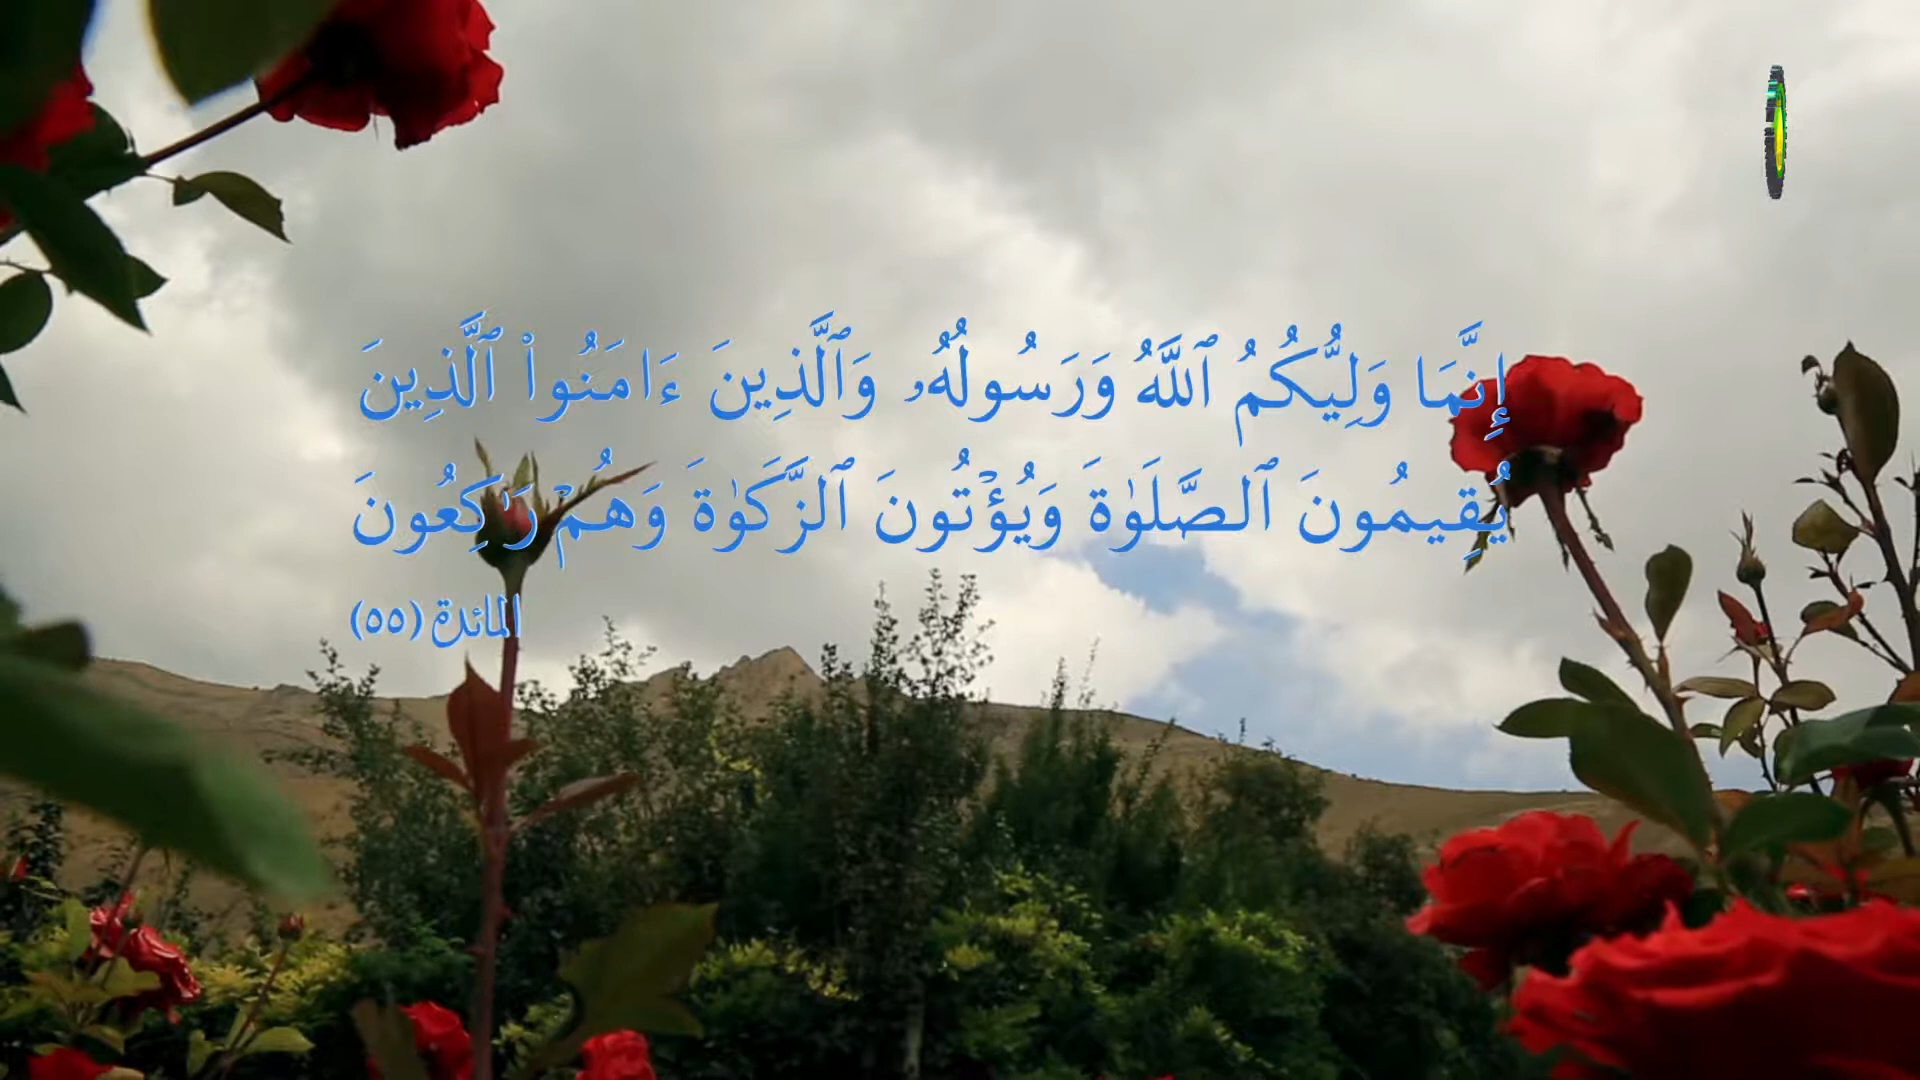 إِنَّمَا وَلِيُّكُمُ ٱللَّهُ وَرَسُولُهُۥ وَٱلَّذِينَ ءَامَنُوا۟ ٱلَّذِينَ
يُقِيمُونَ ٱلصَّلَوٰةَ وَيُؤْتُونَ ٱلزَّكَوٰةَ وَهُمْ رَٰكِعُونَ
المائدة (٥٥)